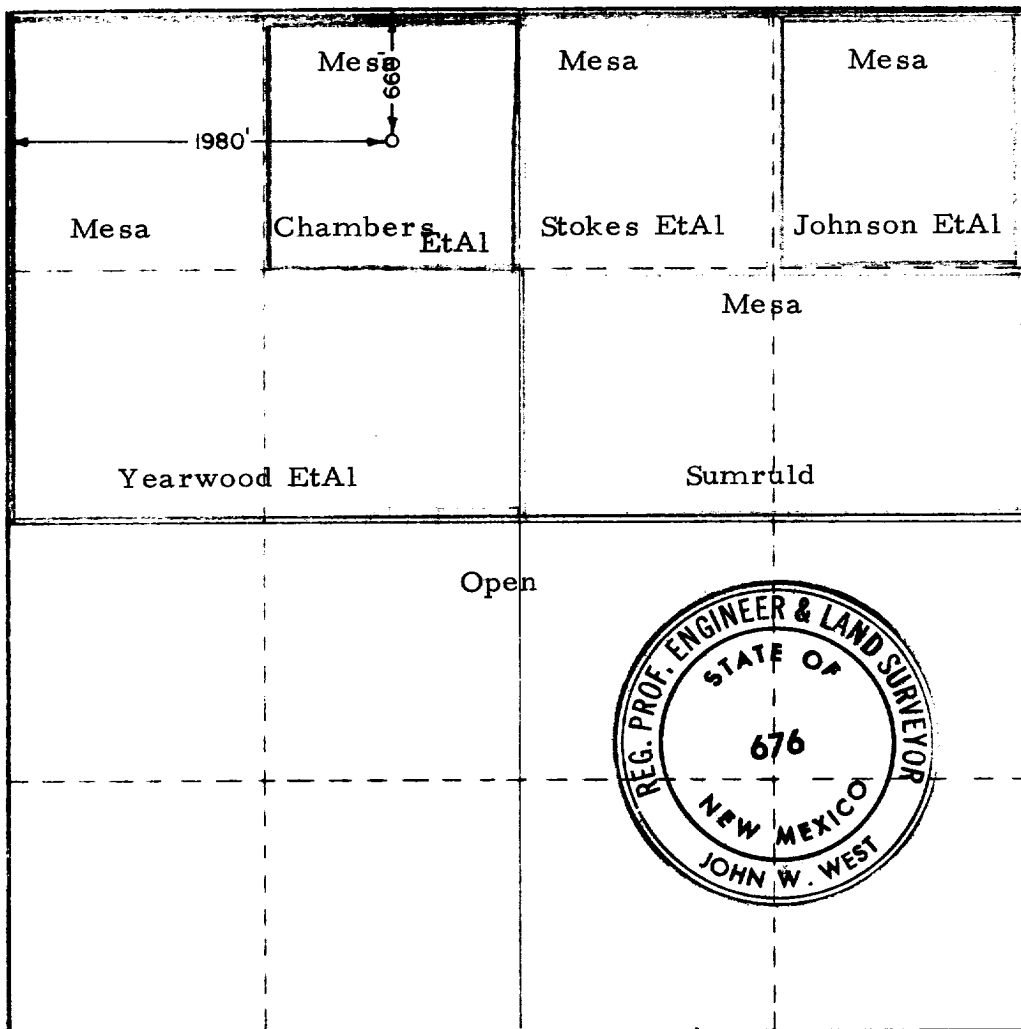 Mesa
Mesa
Mesa
660
1980'
Mesa
Chambers EtAl
Stokes EtAl
Johnson EtAl
Mesa
Yearwood EtAl
Sumruld
Open
REG. PROF. ENGINEER & LAND SURVEYOR
STATE OF
676
NEW MEXICO
JOHN W. WEST